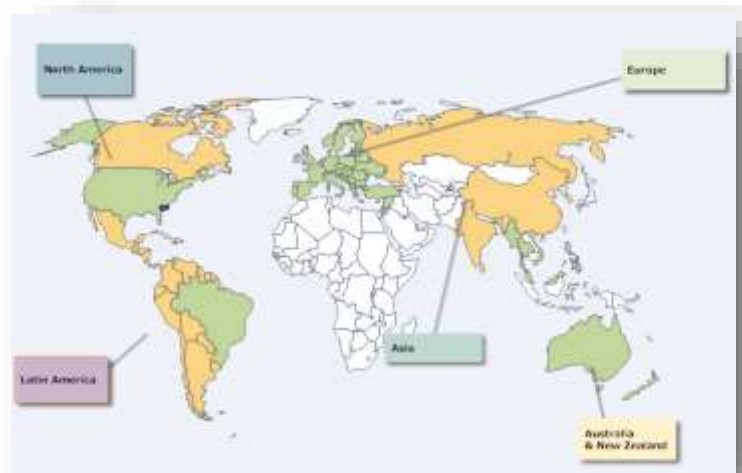 North America
Europe
Asia
Latin America
Australia
& New Zealand